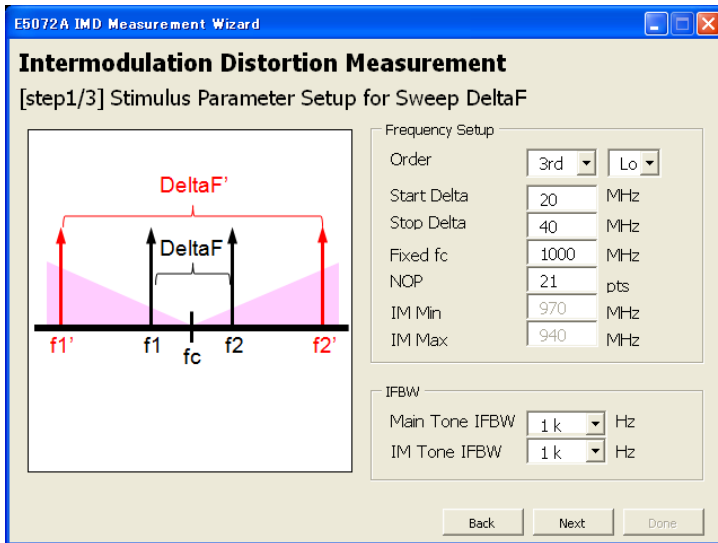 E5072A IMD Measurement Wizard
Intermodulation Distortion Measurement
[step1/3] Stimulus Parameter Setup for Sweep DeltaF
DeltaF'
DeltaF
f1'
f1
fc
f2
f2'
Frequency Setup
Order 3rd Lo
Start Delta 20 MHz
Stop Delta 40 MHz
Fixed fc 1000 MHz
NOP 21 pts
IM Min 970 MHz
IM Max 940 MHz
IFBW
Main Tone IFBW 1 k Hz
IM Tone IFBW 1 k Hz
Back Next Done